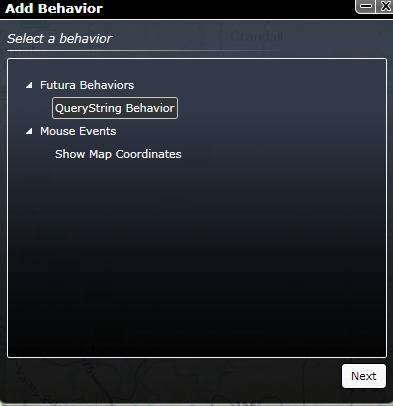 Add Behavior
Select a behavior
Futura Behaviors
QueryString Behavior
Mouse Events
Show Map Coordinates
Next